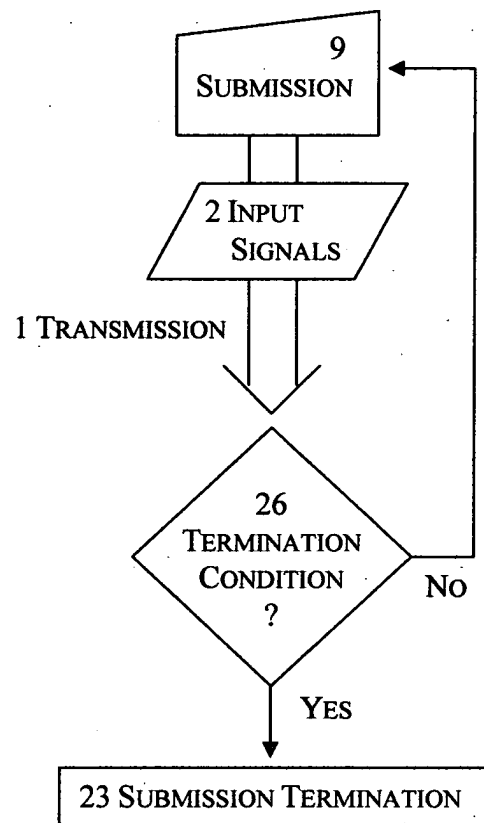 9
SUBMISSION
2 INPUT
SIGNALS
1 TRANSMISSION
26
TERMINATION
CONDITION
?
NO
YES
23 SUBMISSION TERMINATION